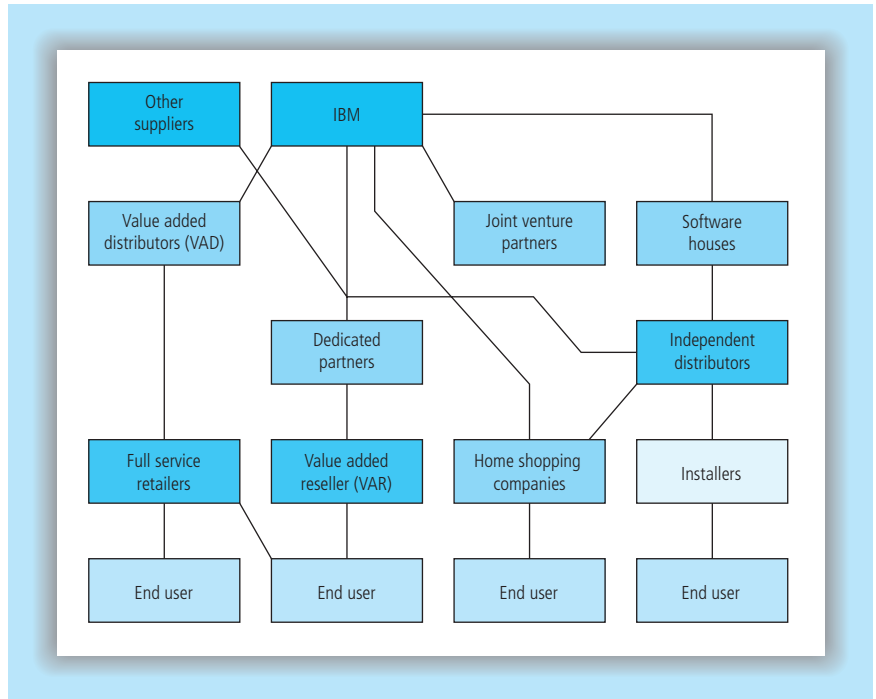 Other
suppliers
IBM
Value added
distributors (VAD)
Joint venture
partners
Software
houses
Dedicated
partners
Independent
distributors
Full service
retailers
Value added
reseller (VAR)
Home shopping
companies
Installers
End user
End user
End user
End user